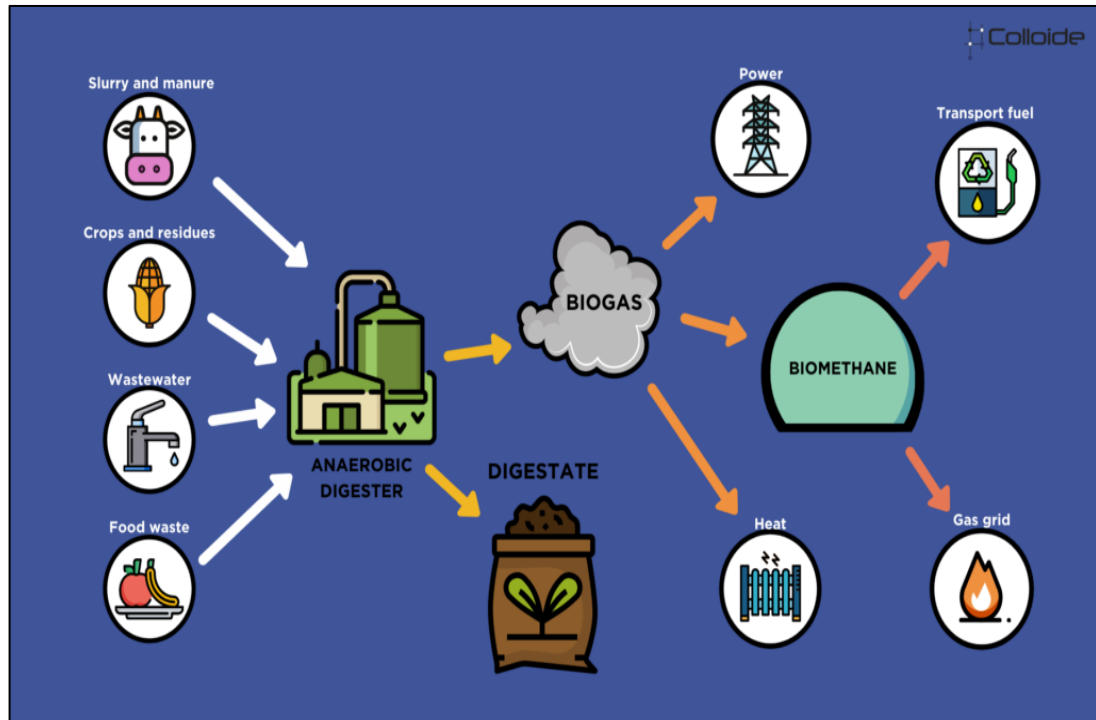 Colloide
Slurry and manure
Power
Transport fuel
Crops and residues
BIOGAS
Wastewater
BIOMETHANE
ANAEROBIC
DIGESTER
DIGESTATE
Food waste
Heat
Gas grid